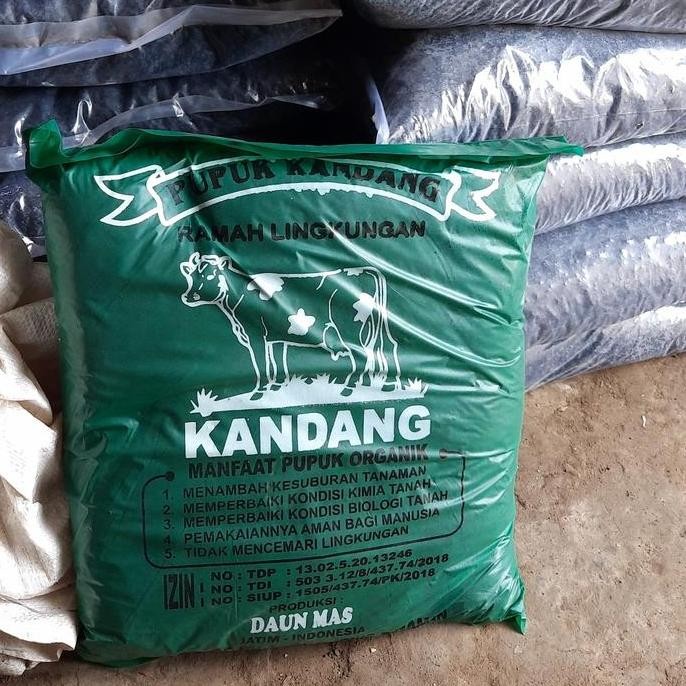 PUPUK KANDANG
RAMAH LINGKUNGAN
KANDANG
MANFAAT PUPUK ORGANIK
1. MENAMBAH KESUBURAN TANAMAN
2. MEMPERBAIKI KONDISI KIMIA TANAH
3. MEMPERBAIKI KONDISI BIOLOGI TANAH
4. PEMAKAIANNYA AMAN BAGI MANUSIA
5. TIDAK MENCEMARI LINGKUNGAN
IZIN
NO : TDP : 13.02.5.20.13246
NO : TDI : 503 3.12/8/437.74/2018
NO : SIUP : 1505/437.74/PK/2018
PRODUKSI :
DAUN MAS
JATIM - INDONESIA